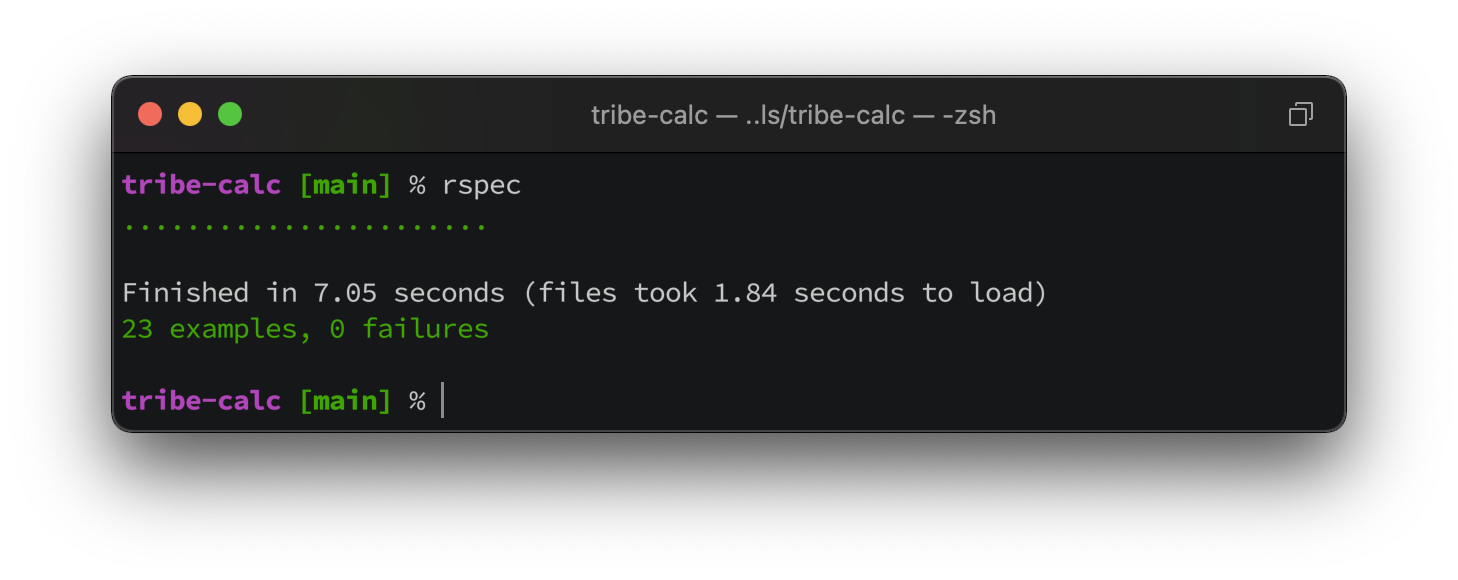 tribe-calc — ..ls/tribe-calc — -zsh
tribe-calc [main] % rspec
.......................
Finished in 7.05 seconds (files took 1.84 seconds to load)
23 examples, 0 failures
tribe-calc [main] %